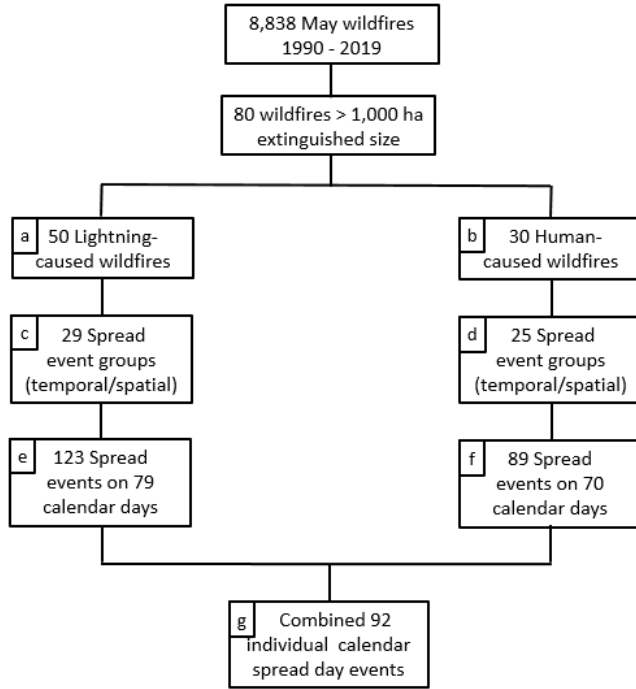 8,838 May wildfires
1990 - 2019
80 wildfires > 1,000 ha
extinguished size
a
50 Lightning-
caused wildfires
b
30 Human-
caused wildfires
c
29 Spread
event groups
(temporal/spatial)
d
25 Spread
event groups
(temporal/spatial)
e
123 Spread
events on 79
calendar days
f
89 Spread
events on 70
calendar days
g
Combined 92
individual calendar
spread day events